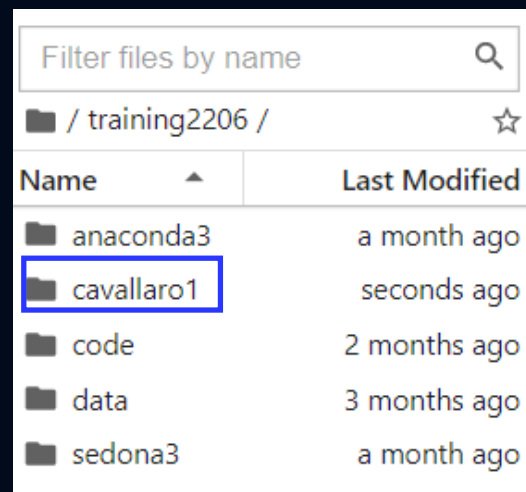 Filter files by name
/ training2206 /
Name Last Modified
anaconda3 a month ago
cavallaro1 seconds ago
code 2 months ago
data 3 months ago
sedona3 a month ago